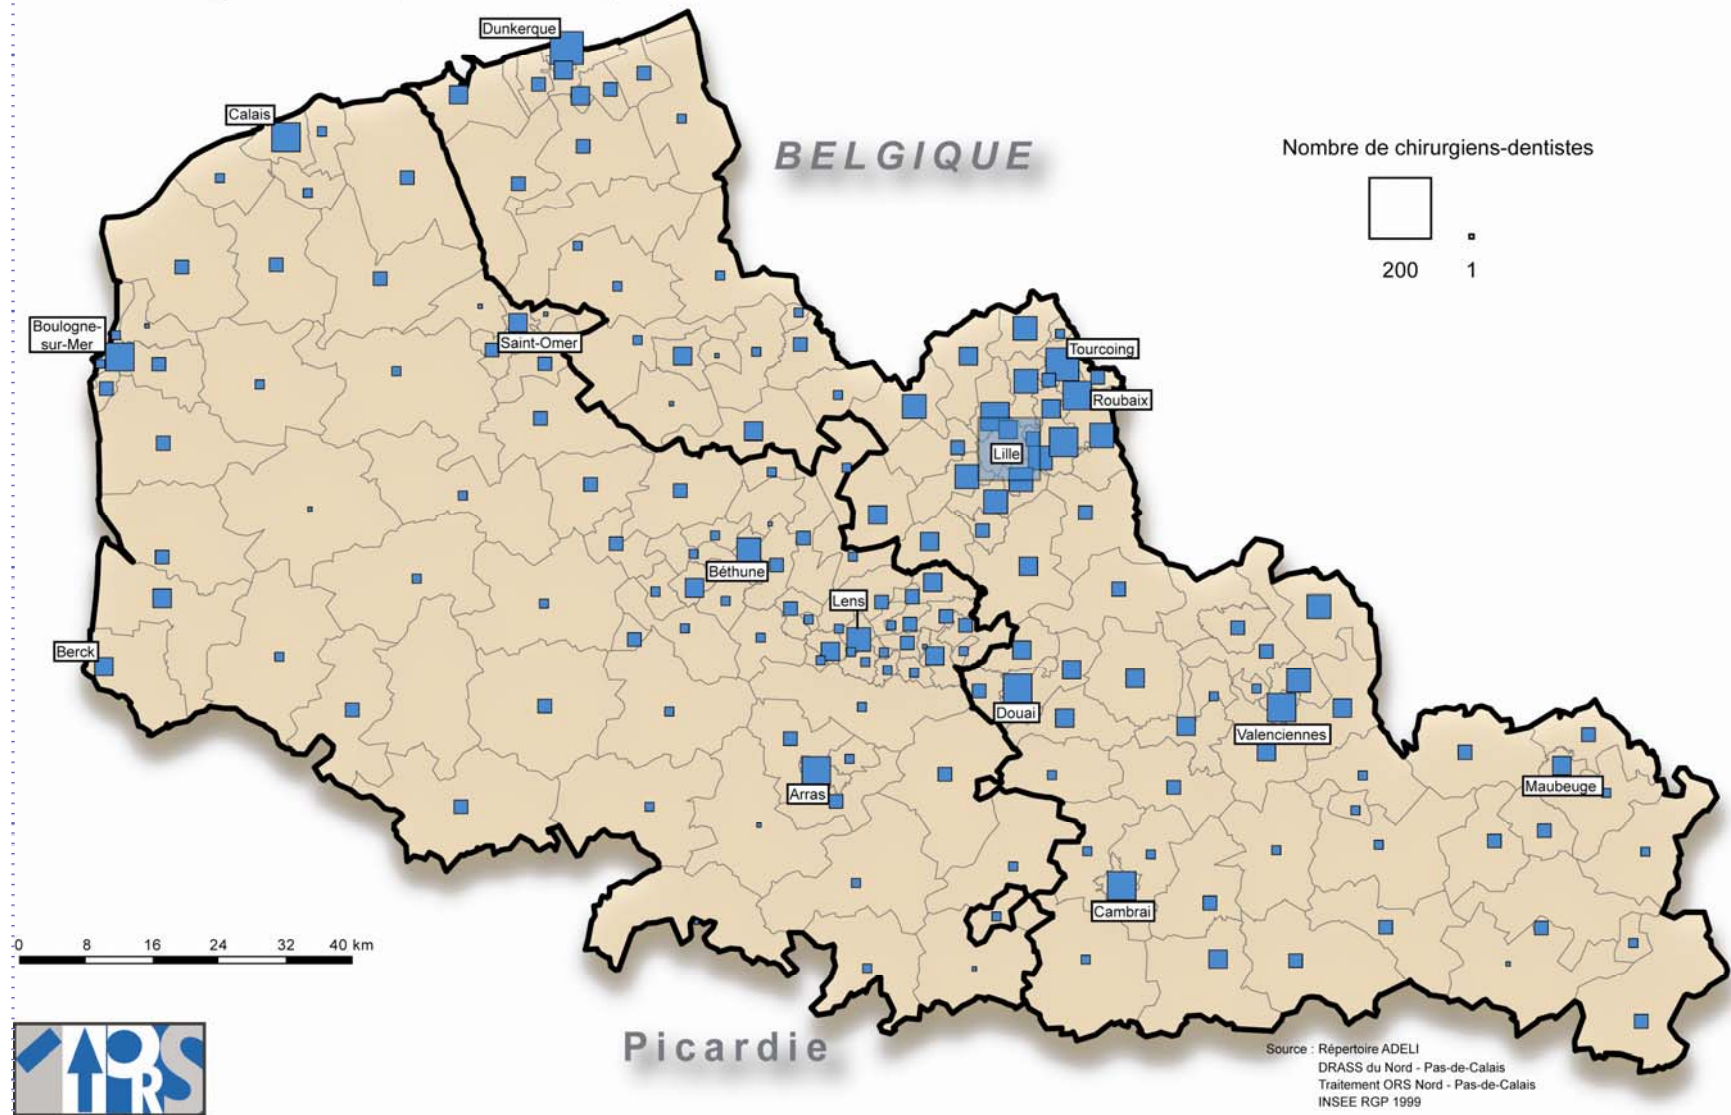 Dunkerque
Calais
BELGIQUE
Nombre de chirurgiens-dentistes
200
1
Boulogne-
sur-Mer
Saint-Omer
Tourcoing
Roubaix
Lille
Béthune
Lens
Berck
Douai
Valenciennes
Arras
Maubeuge
Cambrai
0 8 16 24 32 40 km
Picardie
ORS
Source : Répertoire ADELI
DRASS du Nord - Pas-de-Calais
Traitement ORS Nord - Pas-de-Calais
INSEE RGP 1999